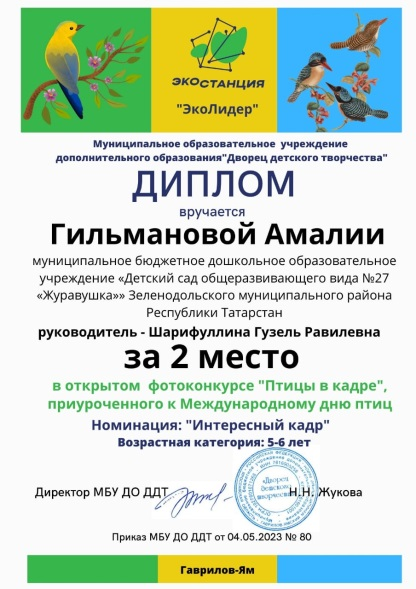 ЭКОСТАНЦИЯ
"ЭкоЛидер"
Муниципальное образовательное учреждение
дополнительного образования"Дворец детского творчества"
ДИПЛОМ
вручается
Гильмановой Амалии
муниципальное бюджетное дошкольное образовательное
учреждение «Детский сад общеразвивающего вида №27
«Журавушка»» Зеленодольского муниципального района
Республики Татарстан
руководитель - Шарифуллина Гузель Равилевна
за 2 место
в открытом фотоконкурсе "Птицы в кадре",
приуроченного к Международному дню птиц
Номинация: "Интересный кадр"
Возрастная категория: 5-6 лет
«Дворец
детского
творчества»
Директор МБУ ДО ДДТ Н.Н. Жукова
Приказ МБУ ДО ДДТ от 04.05.2023 № 80
Гаврилов-Ям